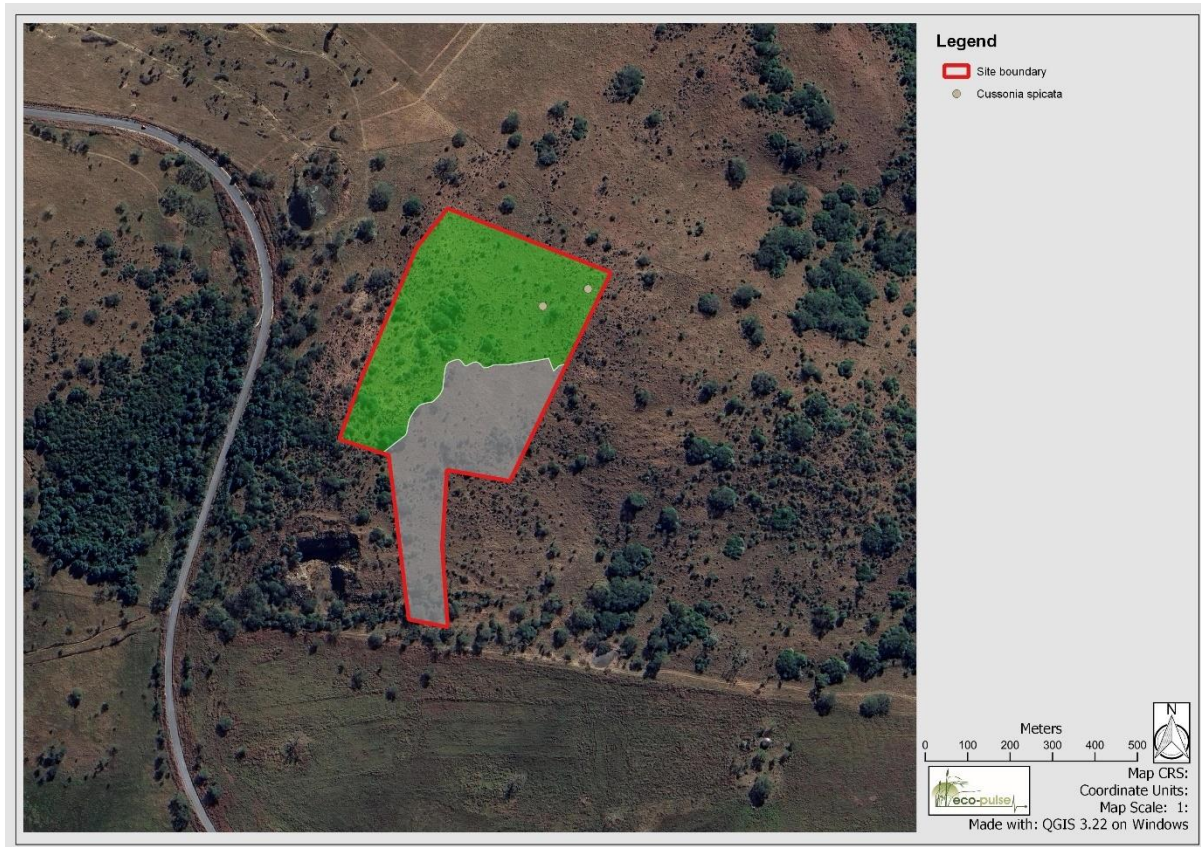 Legend
Site boundary
Cussonia spicata
N
Meters
0 100 200 300 400 500
eco-pulse
Map CRS:
Coordinate Units:
Map Scale: 1:
Made with: QGIS 3.22 on Windows